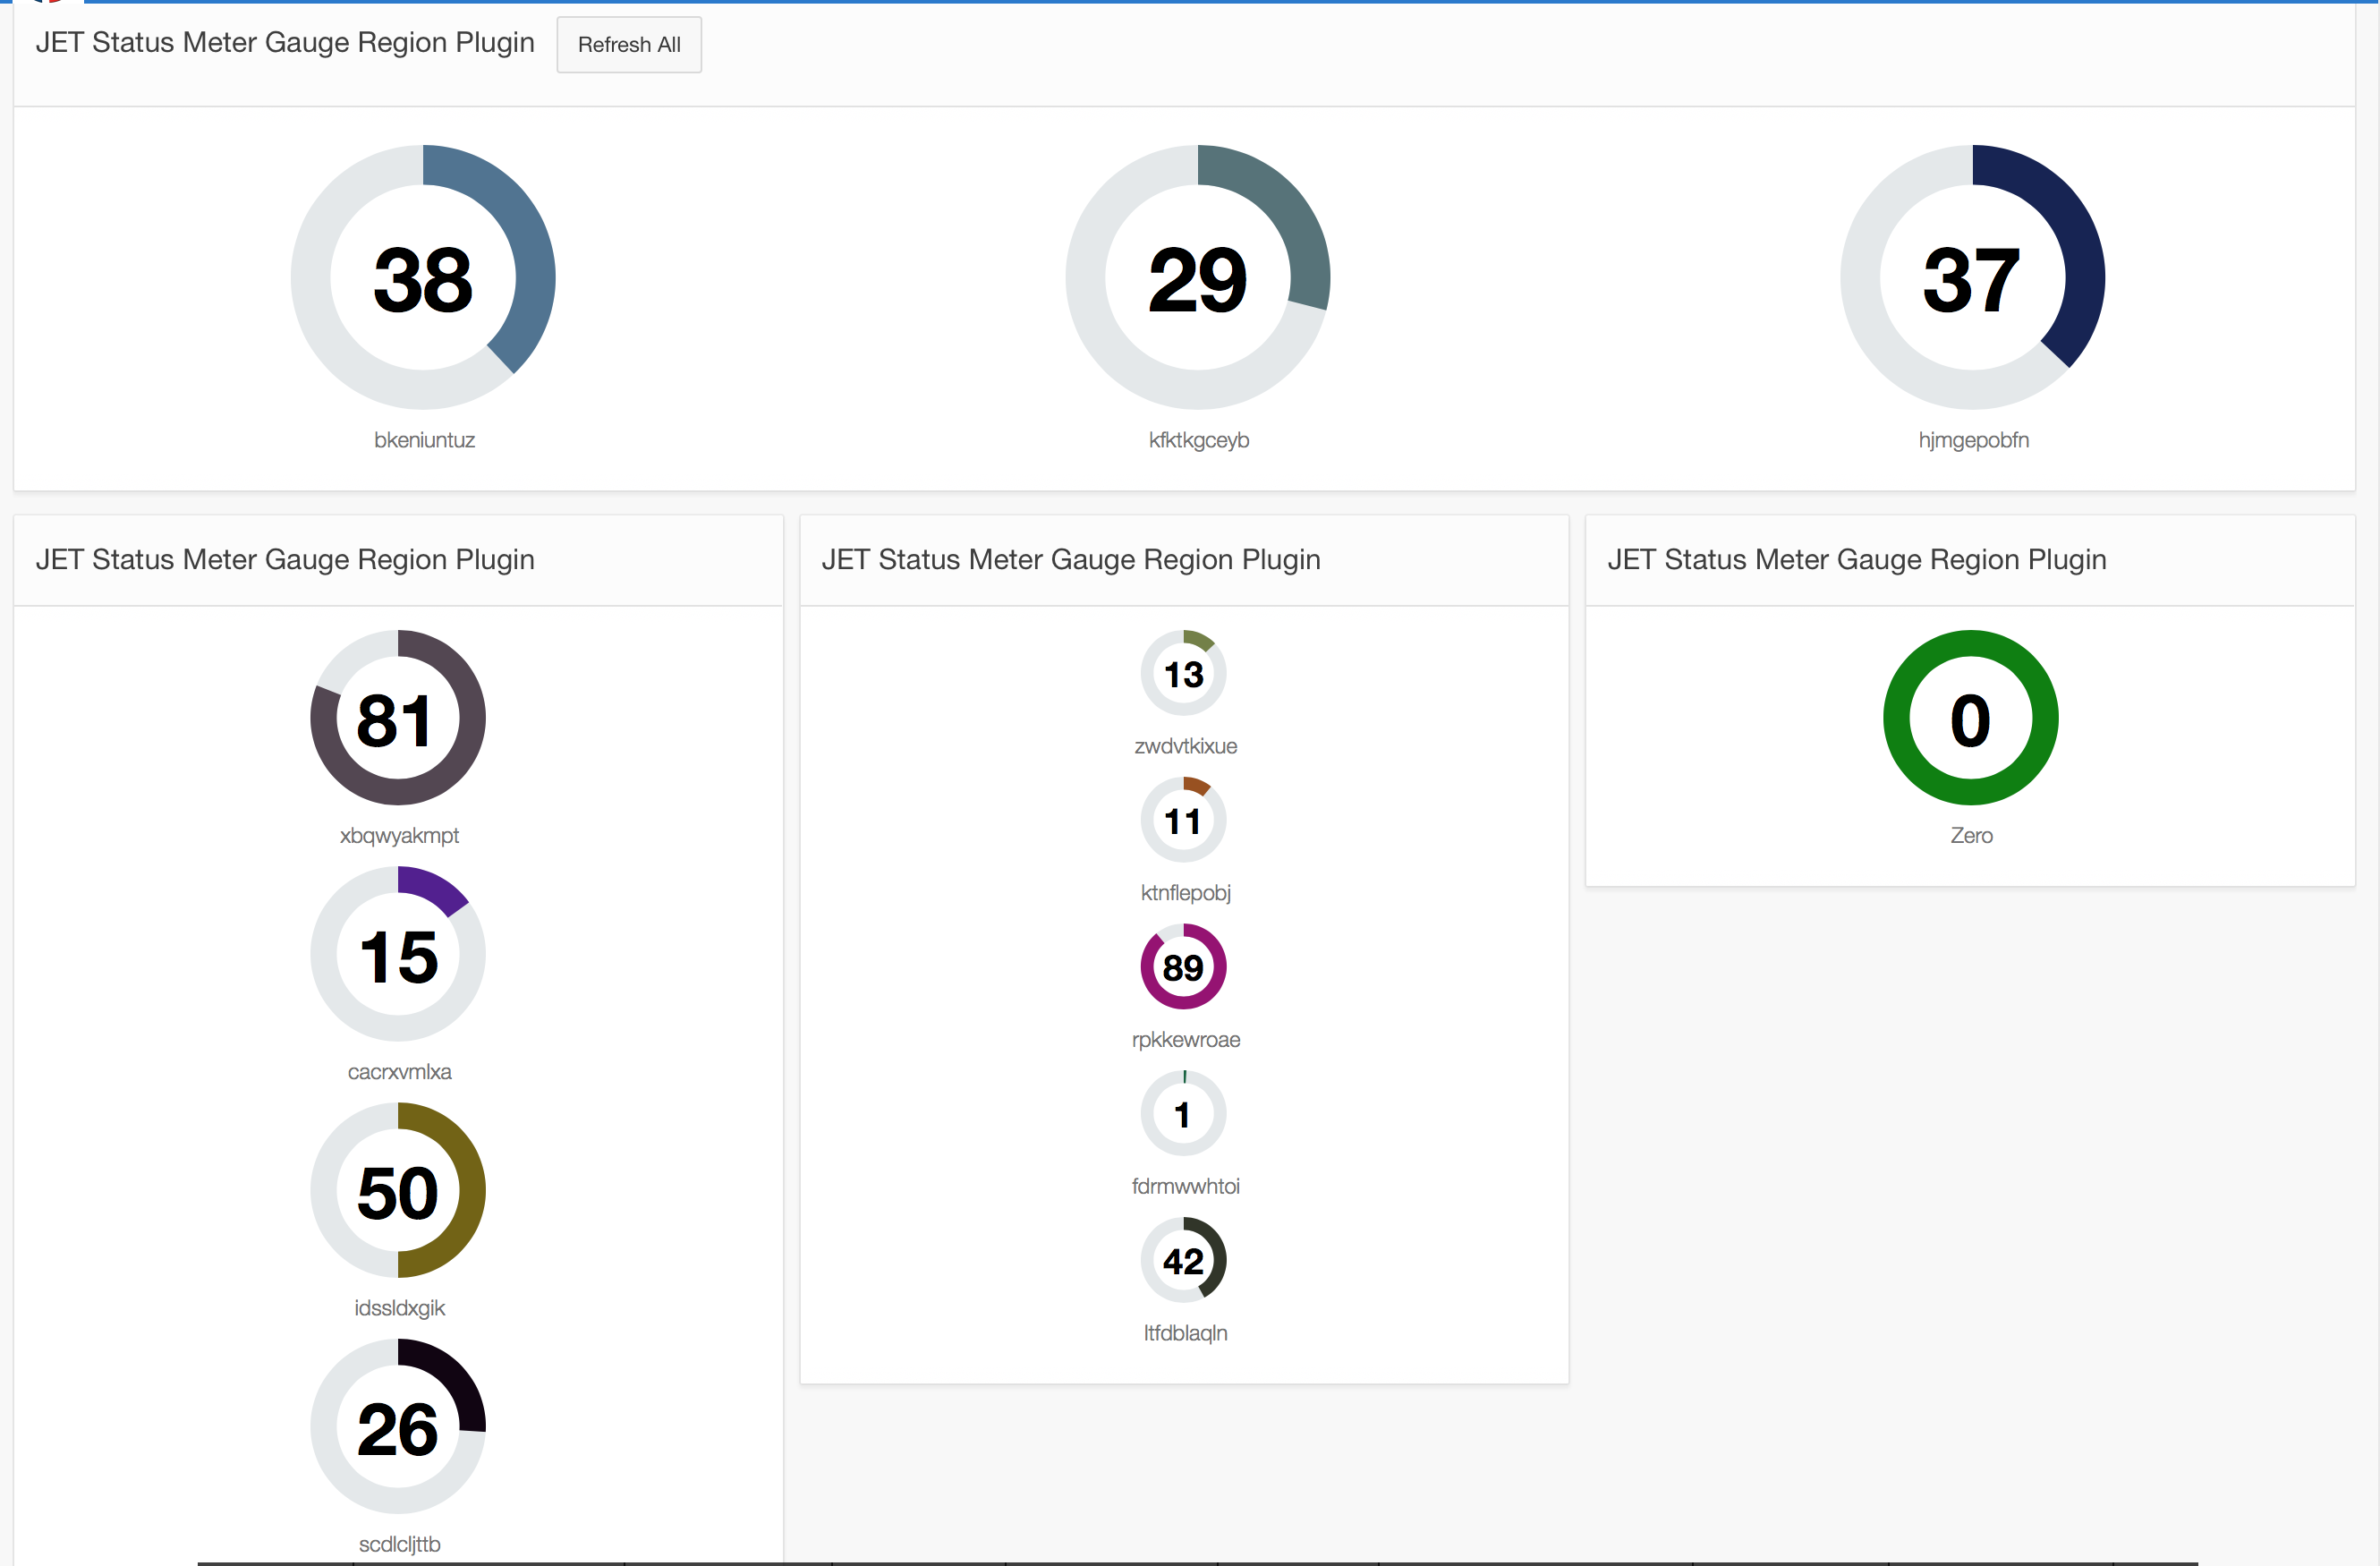 JET Status Meter Gauge Region Plugin
Refresh All
38
29
37
bkeniuntuz
kfktkgceyb
hjmgepobfn
JET Status Meter Gauge Region Plugin
81
xbqwyakmpt
15
cacrxvmlxa
50
idssldxgik
26
scdlcljttb
JET Status Meter Gauge Region Plugin
13
zwdvtkixue
11
ktnflepobj
89
rpkkewroae
1
fdrmwwhtoi
42
ltfdblaqln
JET Status Meter Gauge Region Plugin
0
Zero